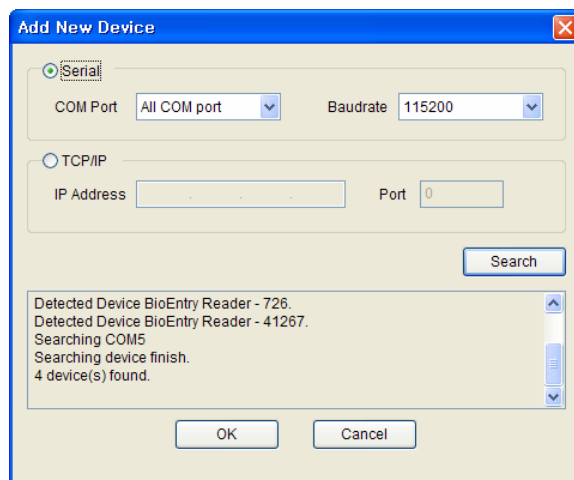 Add New Device
Serial
COM Port All COM port Baudrate 115200
TCP/IP
IP Address . . . Port 0
Search
Detected Device BioEntry Reader - 726.
Detected Device BioEntry Reader - 41267.
Searching COM5
Searching device finish.
4 device(s) found.
OK Cancel